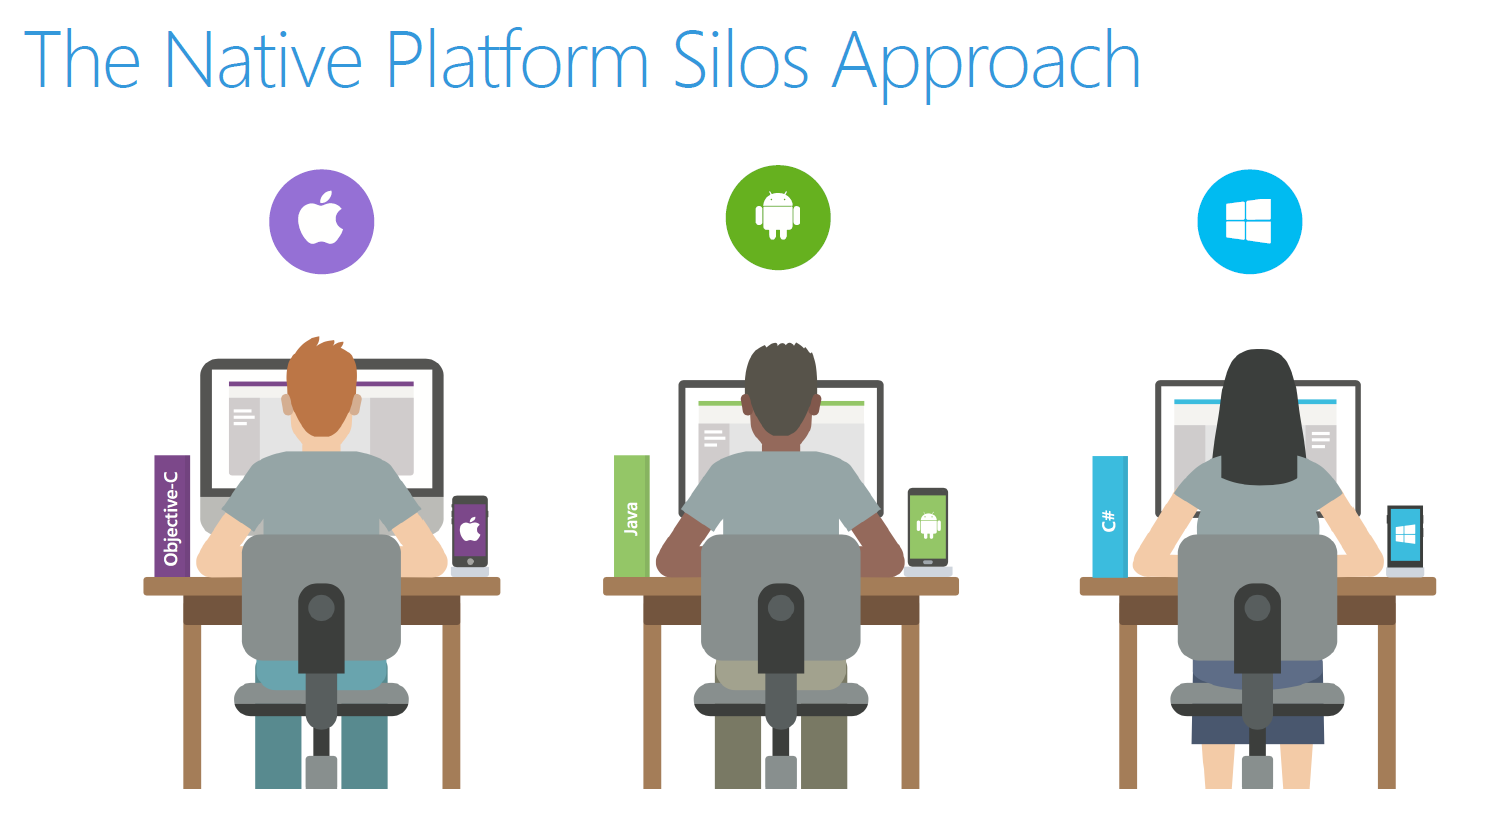 The Native Platform Silos Approach
Objective-C
Java
C#